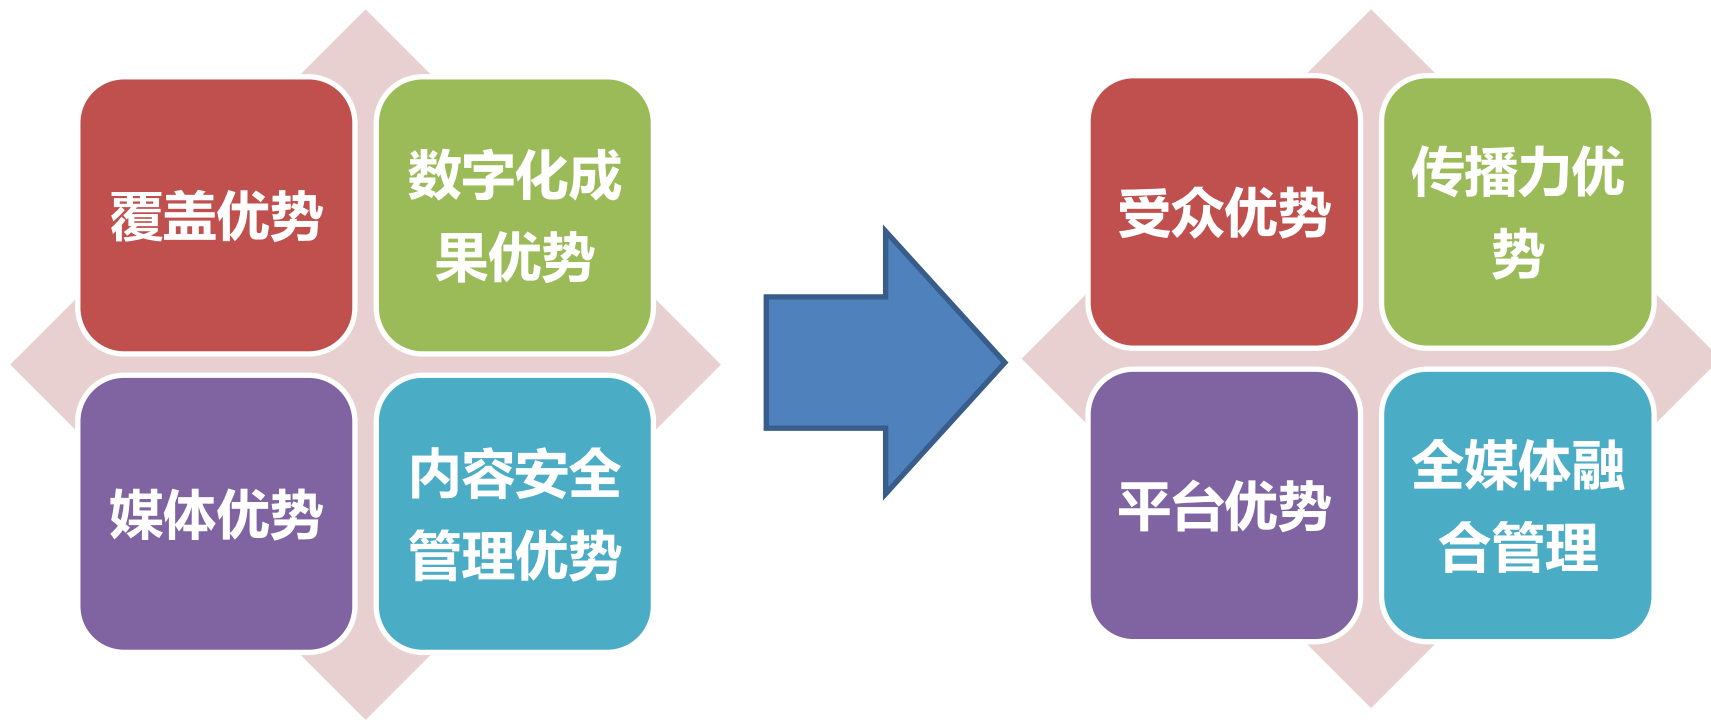 覆盖优势
数字化成
果优势
媒体优势
内容安全
管理优势
受众优势
传播力优
势
平台优势
全媒体融
合管理